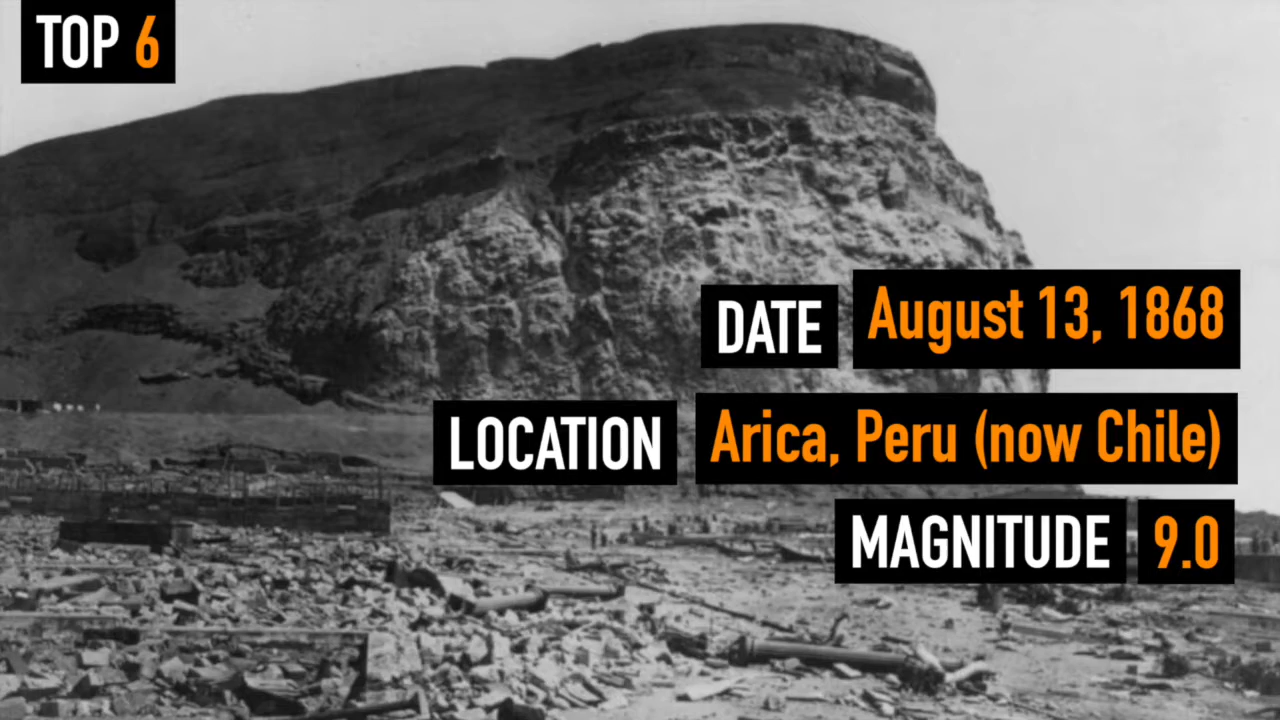 TOP 6
DATE August 13, 1868
LOCATION Arica, Peru (now Chile)
MAGNITUDE 9.0